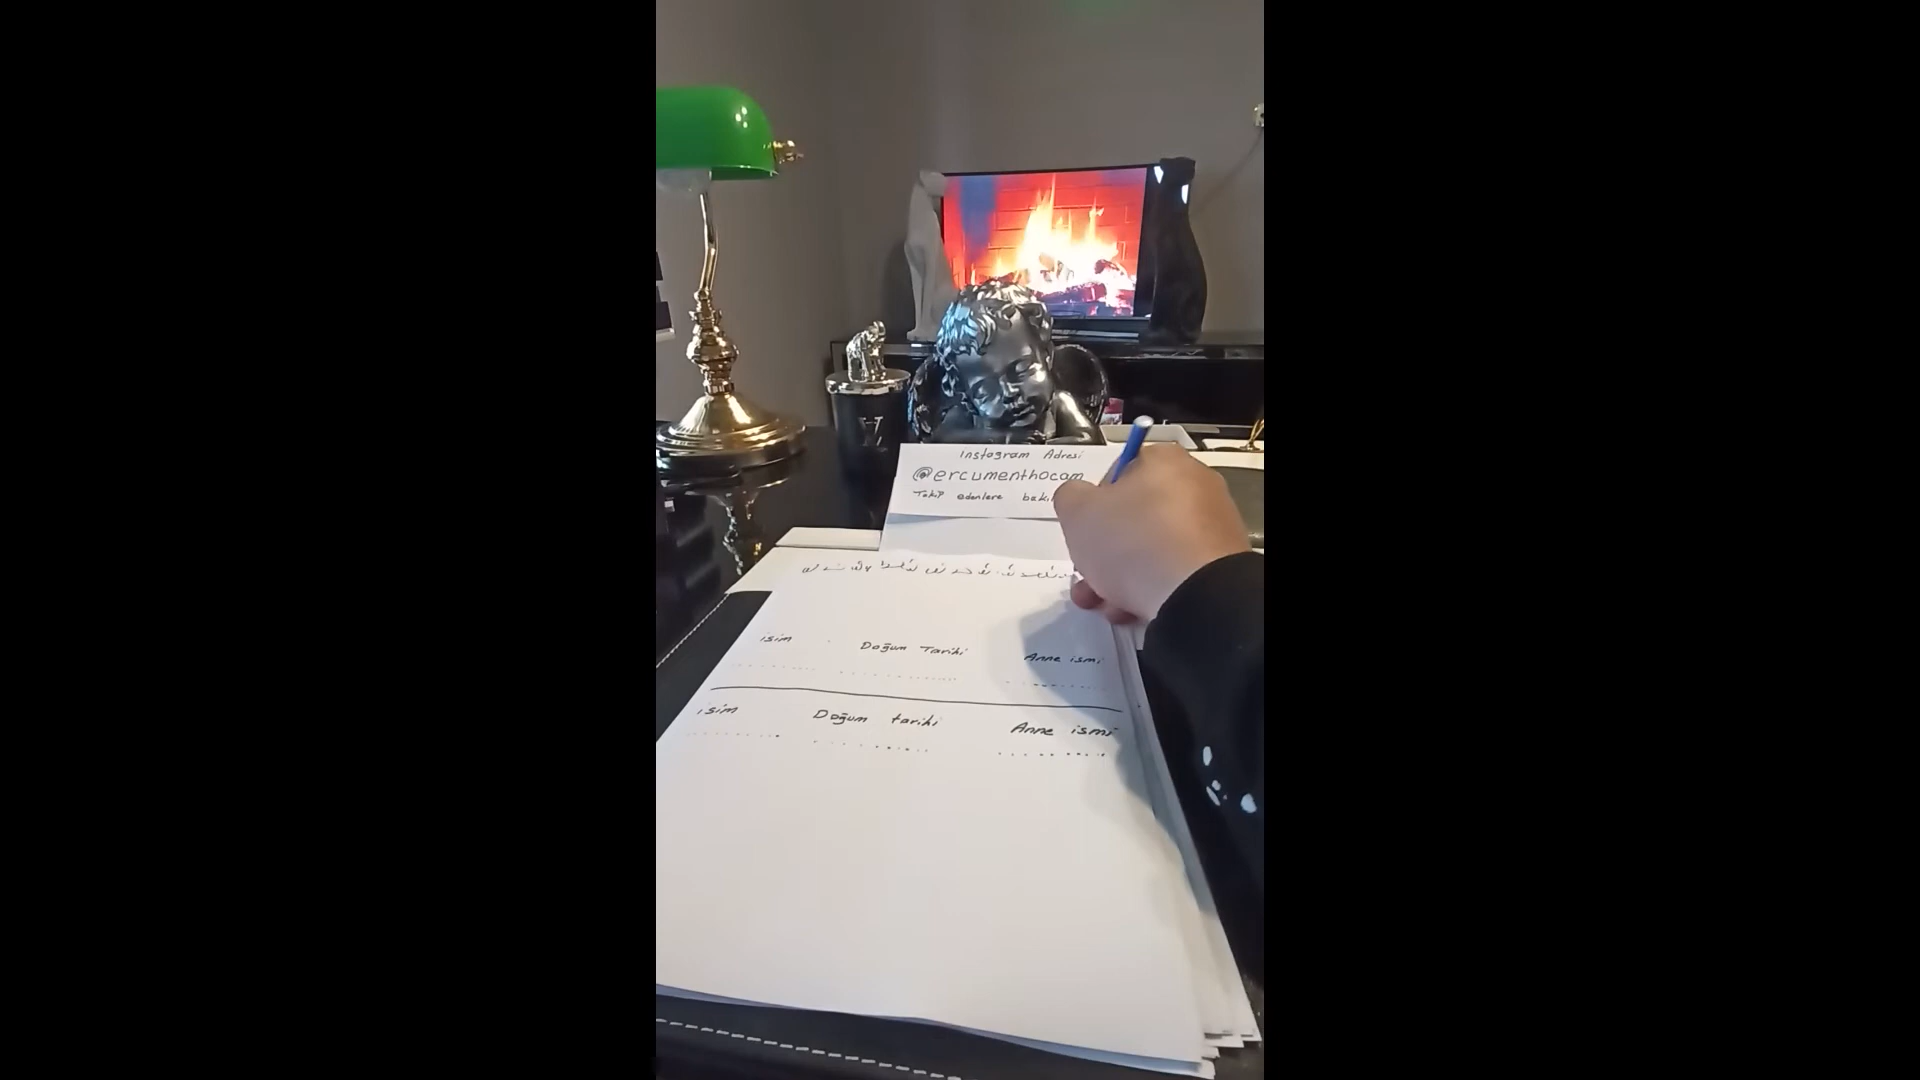 Instagram Adresi
@ercumenthocam
Takip edenlere
isim Doğum Tarihi Anne ismi
isim Doğum tarihi Anne ismi